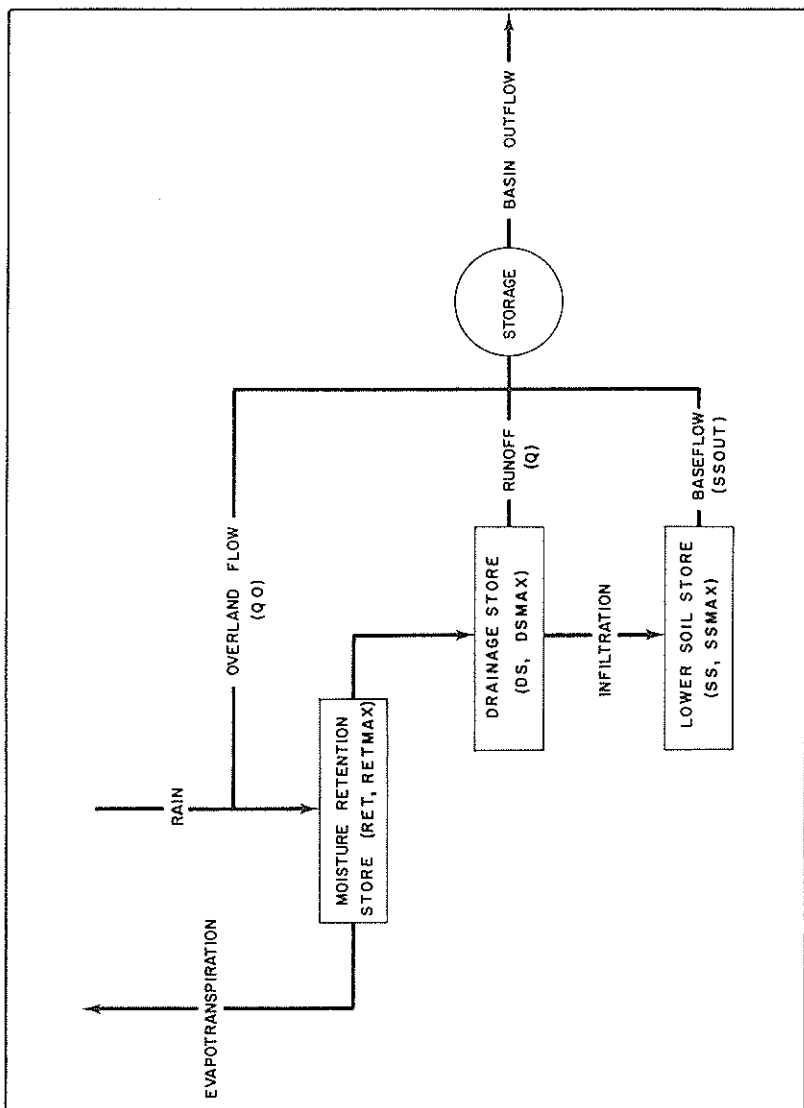 EVAPOTRANSPIRATION
RAIN
OVERLAND FLOW
(QO)
MOISTURE RETENTION
STORE (RET, RETMAX)
DRAINAGE STORE
(DS, DSMAX)
RUNOFF
(Q)
STORAGE
BASIN OUTFLOW
INFILTRATION
LOWER SOIL STORE
(SS, SSMAX)
BASEFLOW
(SSOUT)